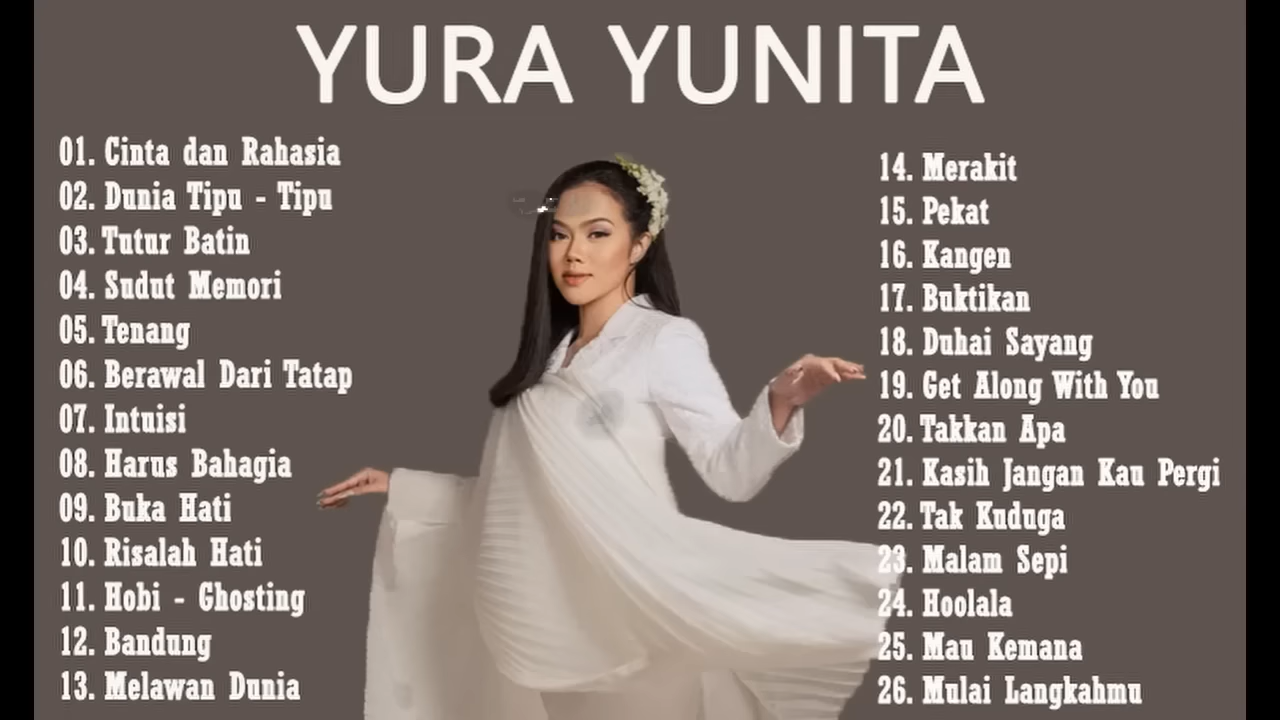 YURA YUNITA
01. Cinta dan Rahasia
02. Dunia Tipu - Tipu
03. Tutur Batin
04. Sudut Memori
05. Tenang
06. Berawal Dari Tatap
07. Intuisi
08. Harus Bahagia
09. Buka Hati
10. Risalah Hati
11. Hobi - Ghosting
12. Bandung
13. Melawan Dunia
14. Merakit
15. Pekat
16. Kangen
17. Buktikan
18. Duhai Sayang
19. Get Along With You
20. Takkan Apa
21. Kasih Jangan Kau Pergi
22. Tak Kuduga
23. Malam Sepi
24. Hoolala
25. Mau Kemana
26. Mulai Langkahmu